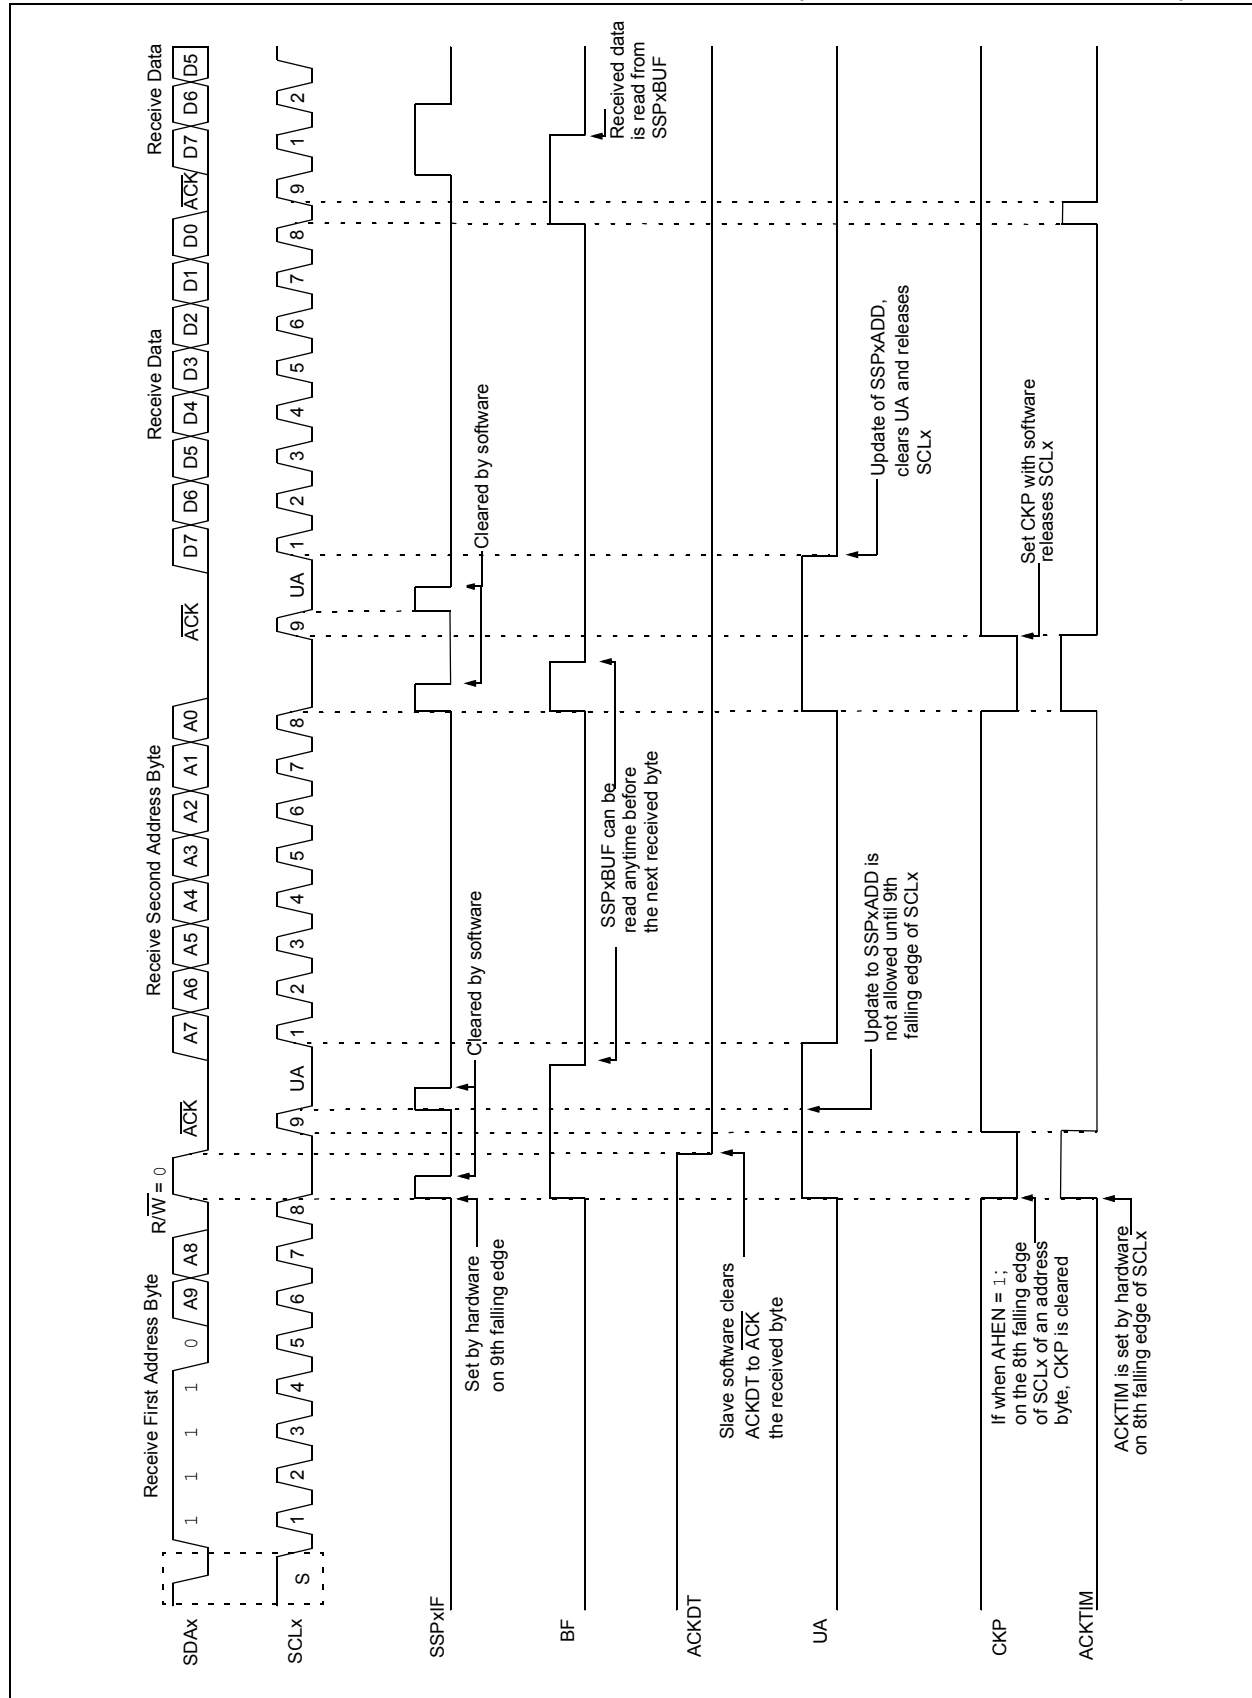 Receive First Address Byte
R/W = 0
Receive Second Address Byte
Receive Data
Receive Data
SDAx
1 1 1 1 0 A9 A8
ACK
A7 A6 A5 A4 A3 A2 A1 A0
ACK
D7 D6 D5 D4 D3 D2 D1 D0
ACK
D7 D6 D5
SCLx
S
1 2 3 4 5 6 7 8 9 UA
1 2 3 4 5 6 7 8 9 UA
1 2 3 4 5 6 7 8 9
1 2
SSPxIF
Set by hardware
on 9th falling edge
Cleared by software
Cleared by software
BF
SSPxBUF can be
read anytime before
the next received byte
Received data
is read from
SSPxBUF
ACKDT
Slave software clears
ACKDT to ACK
the received byte
UA
Update to SSPxADD is
not allowed until 9th
falling edge of SCLx
Update of SSPxADD,
clears UA and releases
SCLx
CKP
If when AHEN = 1;
on the 8th falling edge
of SCLx of an address
byte, CKP is cleared
Set CKP with software
releases SCLx
ACKTIM
ACKTIM is set by hardware
on 8th falling edge of SCLx